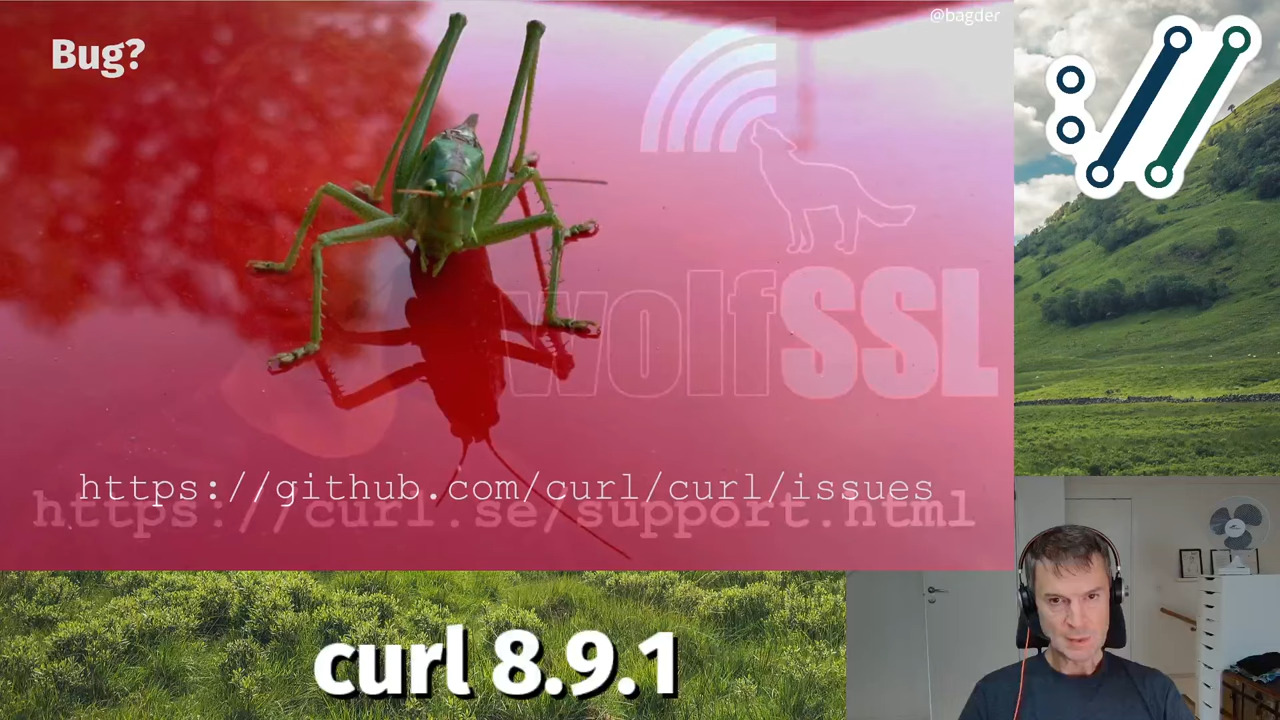 @bagder
Bug?
wolfSSL
https://github.com/curl/curl/issues
https://curl.se/support.html
curl 8.9.1